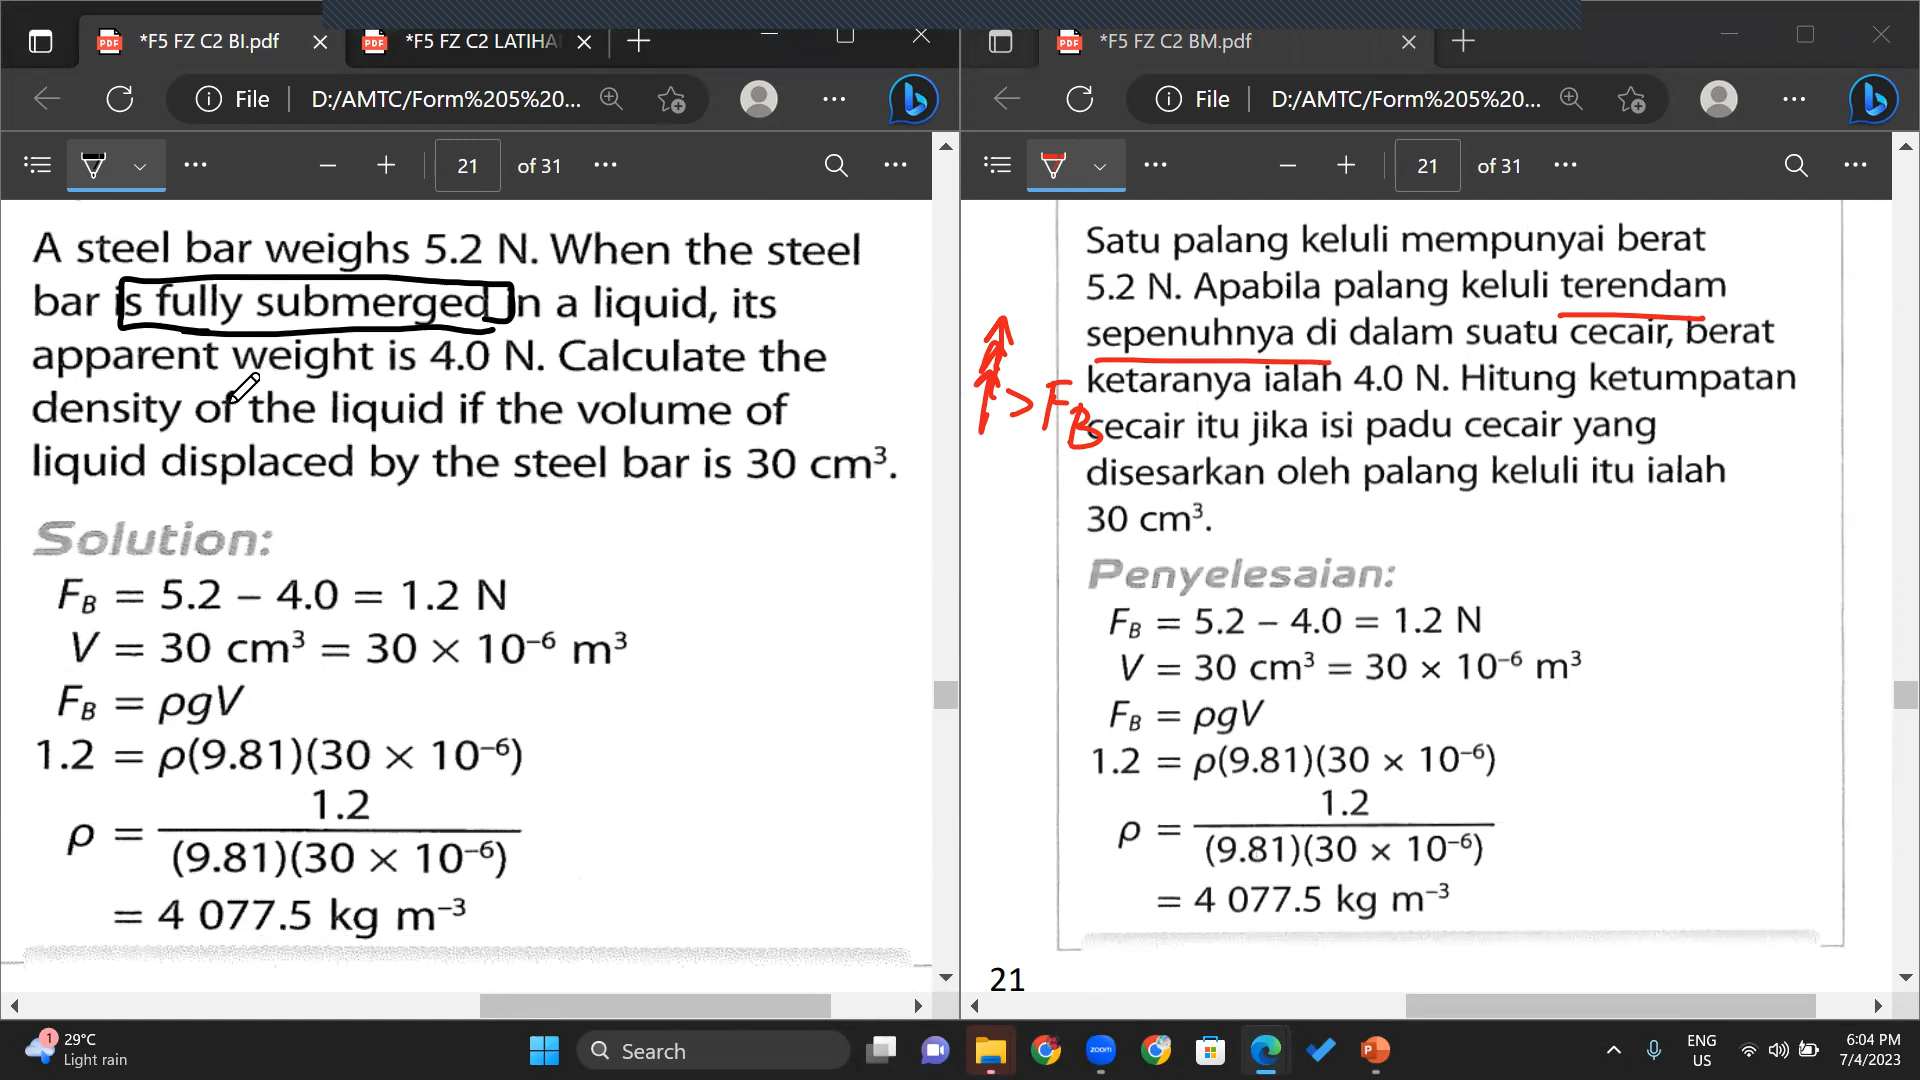 *F5 FZ C2 BI.pdf
*F5 FZ C2 LATIHA
File
D:/AMTC/Form%205%20...
21
of 31
A steel bar weighs 5.2 N. When the steel
bar is fully submerged in a liquid, its
apparent weight is 4.0 N. Calculate the
density of the liquid if the volume of
liquid displaced by the steel bar is 30 cm³.
Solution:
F_B = 5.2 – 4.0 = 1.2 N
V = 30 cm³ = 30 × 10⁻⁶ m³
F_B = ρgV
1.2 = ρ(9.81)(30 × 10⁻⁶)
ρ = 1.2 / (9.81)(30 × 10⁻⁶)
= 4 077.5 kg m⁻³
*F5 FZ C2 BM.pdf
File
D:/AMTC/Form%205%20...
21
of 31
Satu palang keluli mempunyai berat
5.2 N. Apabila palang keluli terendam
sepenuhnya di dalam suatu cecair, berat
ketaranya ialah 4.0 N. Hitung ketumpatan
cecair itu jika isi padu cecair yang
disesarkan oleh palang keluli itu ialah
30 cm³.
> F_B
Penyelesaian:
F_B = 5.2 – 4.0 = 1.2 N
V = 30 cm³ = 30 × 10⁻⁶ m³
F_B = ρgV
1.2 = ρ(9.81)(30 × 10⁻⁶)
ρ = 1.2 / (9.81)(30 × 10⁻⁶)
= 4 077.5 kg m⁻³
21
1
29°C
Light rain
Search
zoom
ENG
US
6:04 PM
7/4/2023